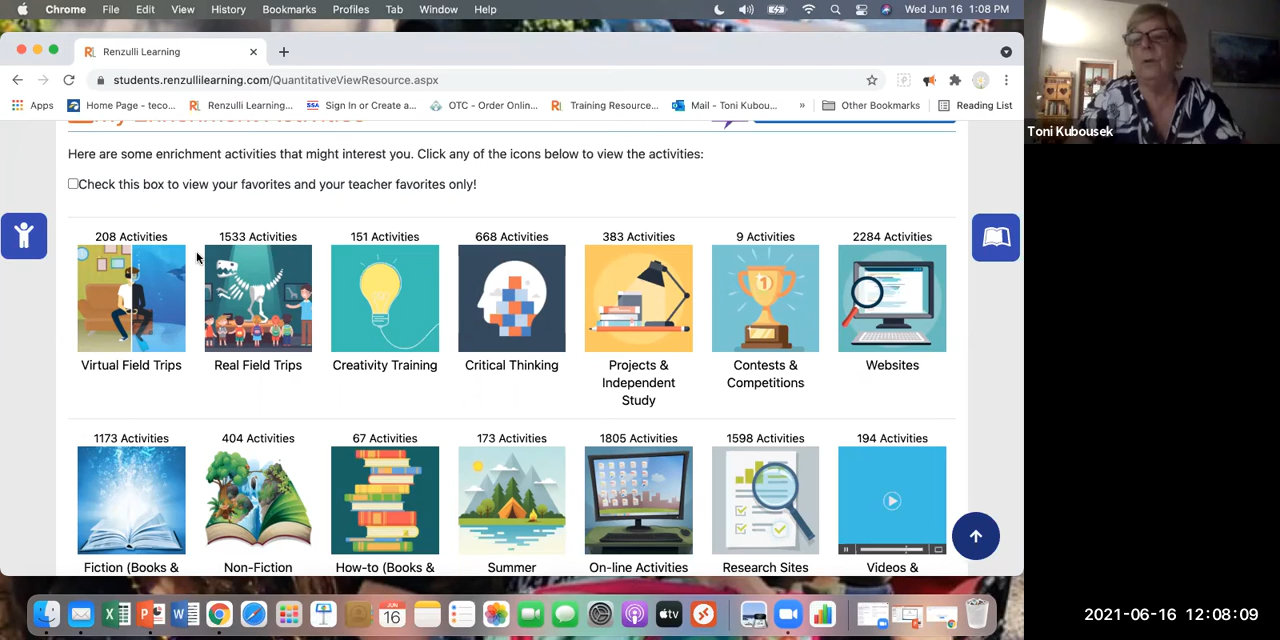 Chrome File Edit View History Bookmarks Profiles Tab Window Help Wed Jun 16 1:08 PM
Renzulli Learning
students.renzullilearning.com/QuantitativeViewResource.aspx
Apps Home Page - teco... Renzulli Learning... Sign In or Create a... OTC - Order Onlin... Training Resource... Mail - Toni Kubou... » Other Bookmarks Reading List
My Enrichment Activities
Here are some enrichment activities that might interest you. Click any of the icons below to view the activities:
Check this box to view your favorites and your teacher favorites only!
208 Activities 1533 Activities 151 Activities 668 Activities 383 Activities 9 Activities 2284 Activities
Virtual Field Trips Real Field Trips Creativity Training Critical Thinking Projects & Contests & Websites
Independent Competitions
Study
1173 Activities 404 Activities 67 Activities 173 Activities 1805 Activities 1598 Activities 194 Activities
Fiction (Books & Non-Fiction How-to (Books & Summer On-line Activities Research Sites Videos &
Toni Kubousek
2021-06-16 12:08:09